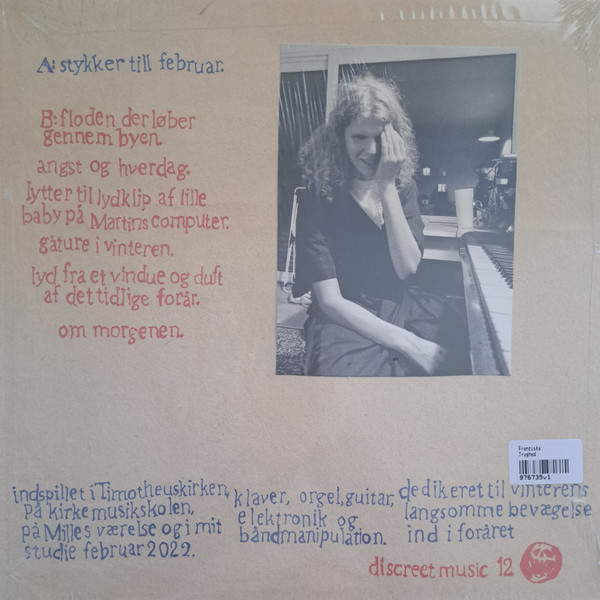 A: stykker till februar.
B: floden der løber
gennem byen.
angst og hverdag.
lytter til lydklip af lille
baby på Martins computer.
gåture i vinteren.
lyd fra et vindue og duft
af det tidlige forår.
om morgenen.
Franziska
Tryghed
976735v1
indspillet i Timotheuskirken,
på kirkemusikskolen,
på Milles værelse og i mit
studie februar 2022.
klaver, orgel, guitar,
elektronik og
båndmanipulation.
dedikeret til vinterens
langsomme bevægelse
ind i foråret
discreet music 12